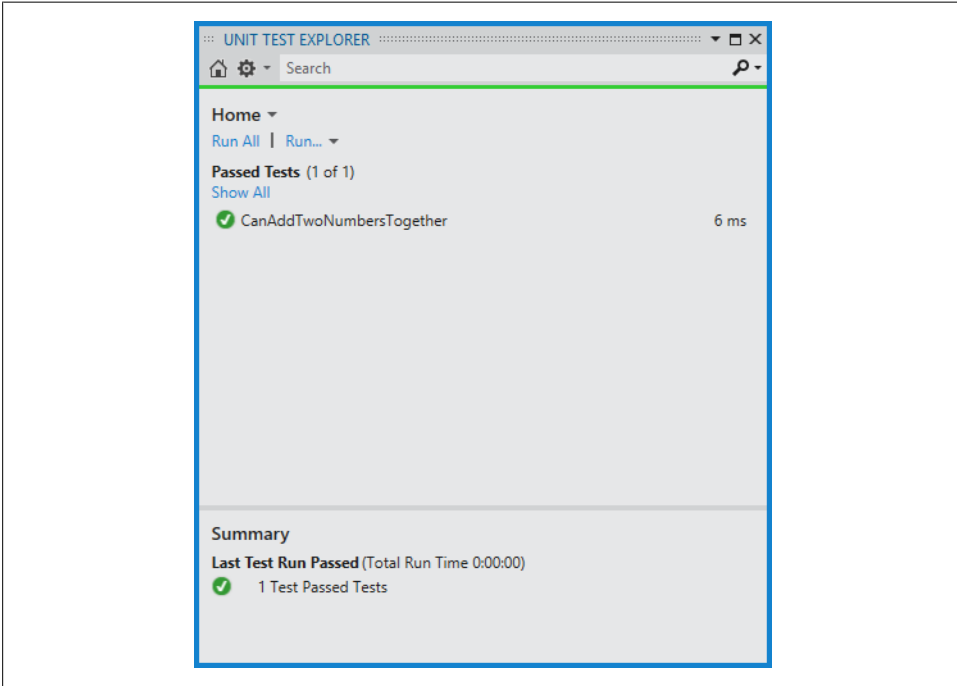 UNIT TEST EXPLORER
Search
Home
Run All | Run...
Passed Tests (1 of 1)
Show All
CanAddTwoNumbersTogether 6 ms
Summary
Last Test Run Passed (Total Run Time 0:00:00)
1 Test Passed Tests